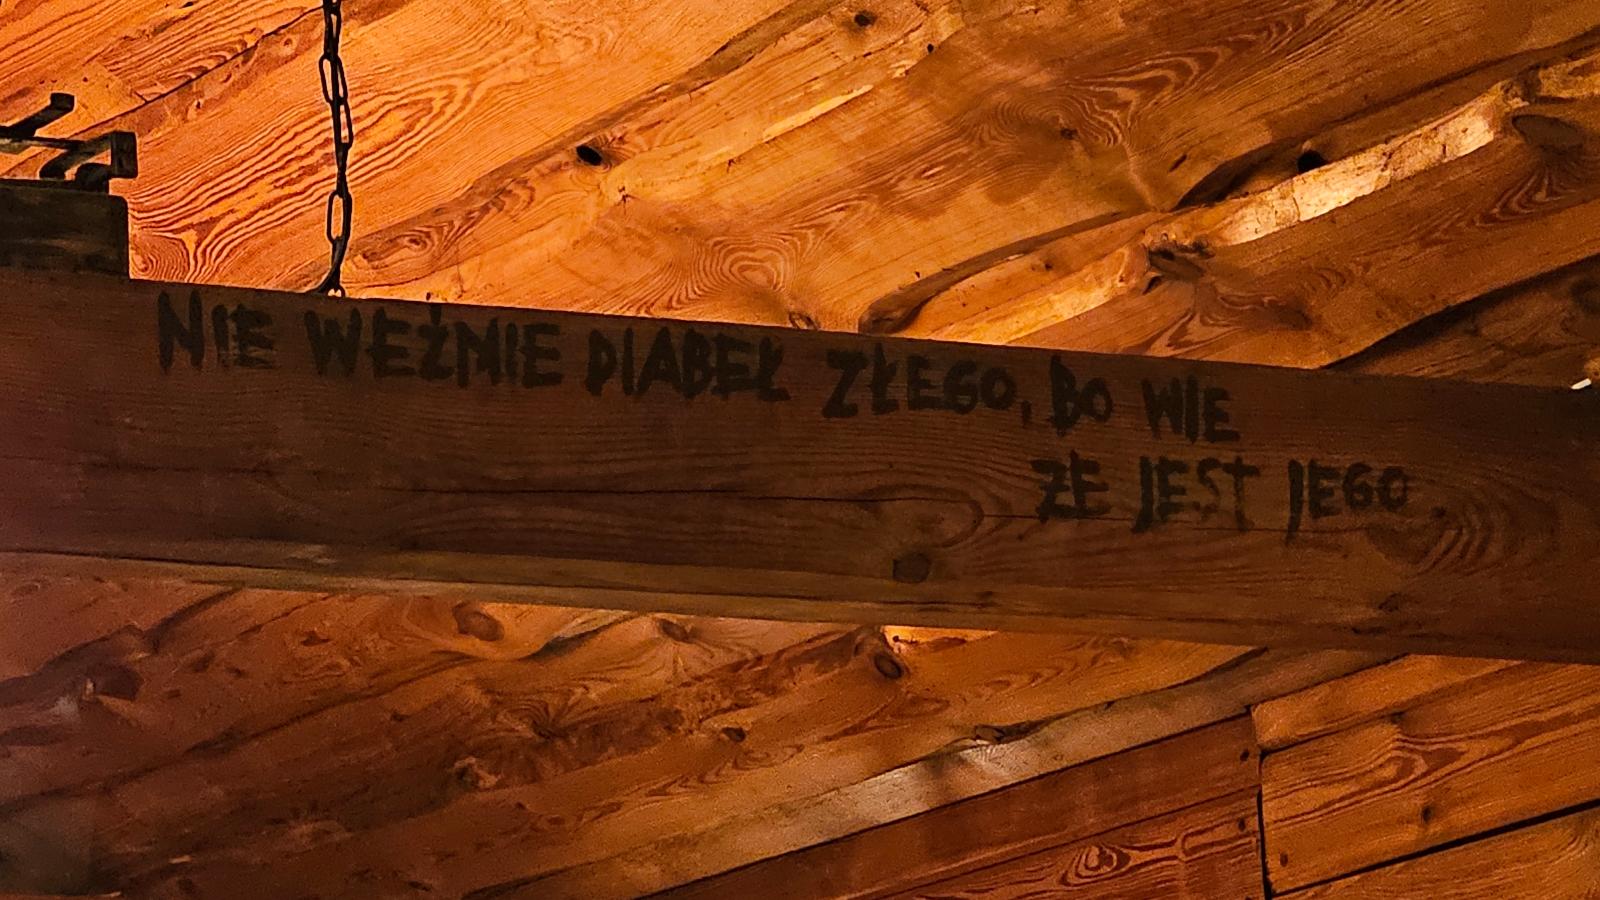 NIE WEŹMIE DIABEŁ ZŁEGO, BO WIE
ŻE JEST JEGO